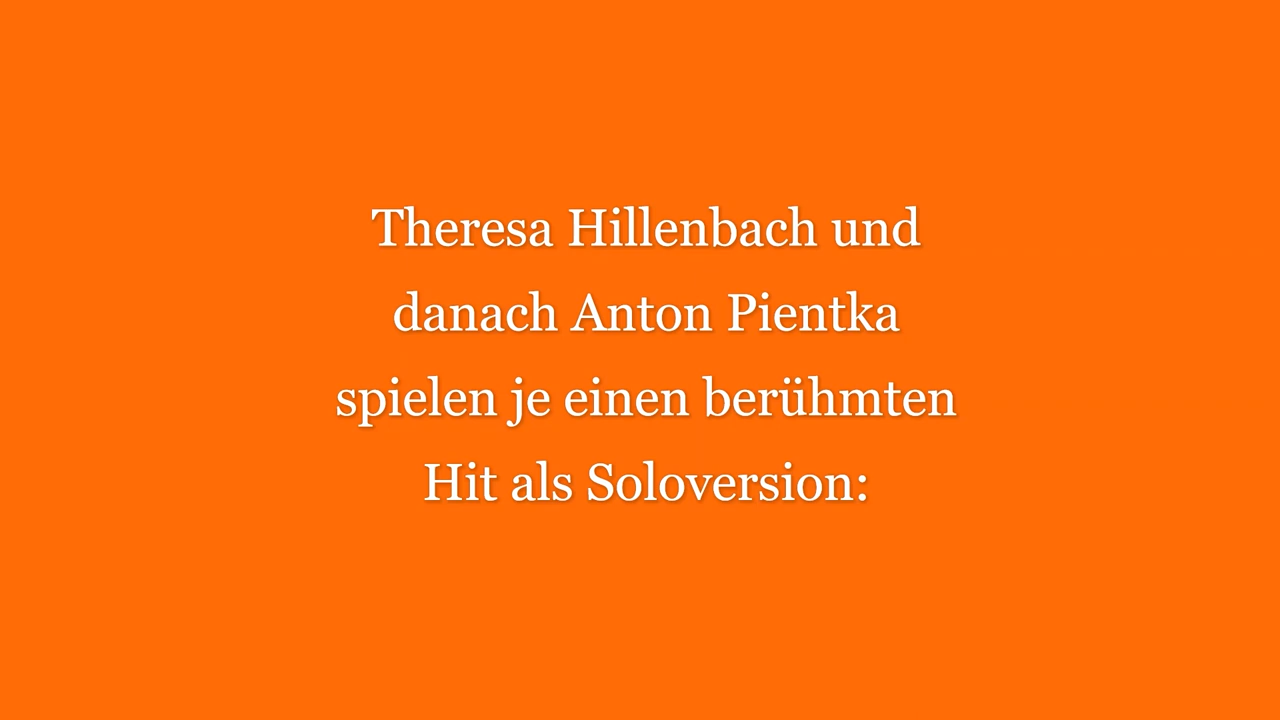 Theresa Hillenbach und
danach Anton Pientka
spielen je einen berühmten
Hit als Soloversion: